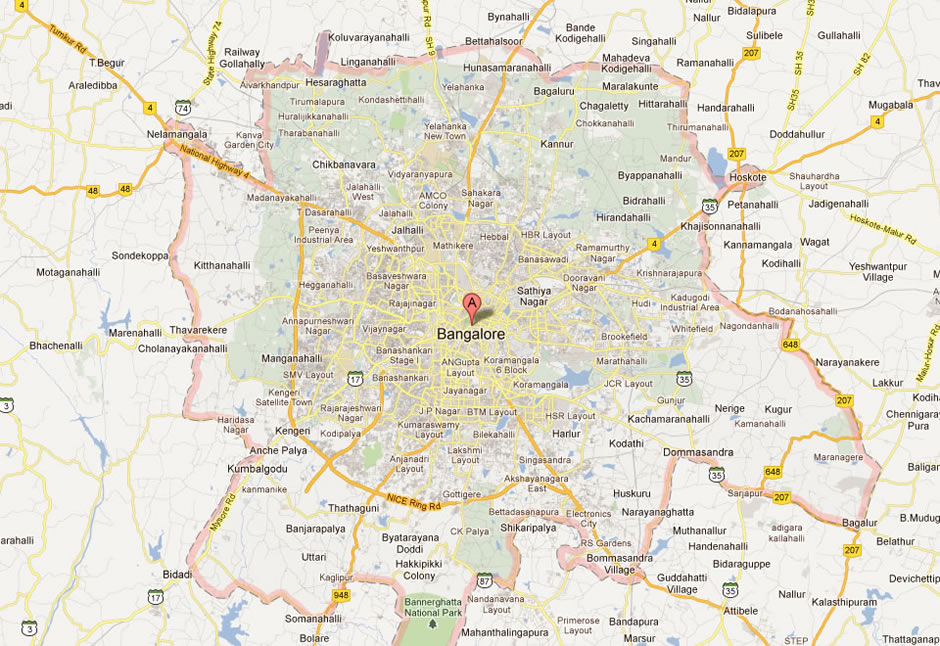 4
Tumkur Rd
T.Begur
Araledibba
State Highway 74
Railway
Gollahally
Koluvarayanahalli
Linganahalli
SH 9
Bynahalli
Bettahalsoor
Bande
Kodigehalli
Nallur
Bidalapura
Sulibele
Singahalli
207
Gullahalli
SH 35
SH35
SH 82
Mahadeva
Kodigehalli
Ramanahalli
Hunasamaranahalli
Hesaraghatta
Aivarkhandpur
Tirumalapura
Kondashettihalli
Yelahanka
Bagaluru
Maralakunte
Chagaletty
Hittarahalli
Handarahalli
Mugabala
4
4
74
Nelamangala
Huralijikkanahalli
Tharabanahalli
Kanva
Garden City
Yelahanka
New Town
Chokkanahalli
Thirumanahalli
Doddahullur
National Highway 4
Chikbanavara
Kannur
Mandur
207
Hoskote
Shauhardha
Layout
48
48
Vidyaranyapura
Byappanahalli
Madanayakahalli
Jalahalli
West
AMCO
Colony
Sahakara
Nagar
Bidrahalli
35
Petanahalli
Jadigenahalli
T Dasarahalli
Jalahalli
Hirandahalli
Khajisonnanahalli
Hoskote-Malur Rd
Peenya
Industrial Area
Jalhalli
Hebbal
HBR Layout
4
Kannamangala
Wagat
Sondekoppa
Yeshwanthpur
Mathikere
Banasawadi
Ramamurthy
Nagar
Kodihalli
Yeshwantpur
Village
Motaganahalli
Kitthanahalli
Hegganahalli
Basaveshwara
Nagar
Dooravani
Nagar
Krishnarajapura
Rajajinagar
A
Sathiya
Nagar
Hudi
Kadugodi
Industrial Area
Bodanahosahalli
Marenahalli
Thavarekere
Annapurneshwari
Nagar
Vijaynagar
Bangalore
Brookefield
Whitefield
Nagondanhalli
Bhachenahalli
Cholanayakanahalli
648
Malur-Hosur Rd
Manganahalli
Banashankari
Stage I
ANGupta
Layout
Koramangala
6 Block
Marathahalli
Narayanakere
SMV Layout
17
Banashankari
Koramangala
JCR Layout
35
Lakkur
3
Kengeri
Satellite Town
Jayanagar
Gunjur
207
Haridasa
Nagar
Rajarajeshwari
Nagar
J P Nagar
BTM Layout
HSR Layout
Kachamaranahalli
Nerige
Kugur
Kamanahalli
Chennigaraya
Pura
Kengeri
Kodipalya
Kumaraswamy
Layout
Bilekahalli
Harlur
Kodathi
Anche Palya
Lakshmi
Layout
Dommasandra
Maranagere
Kumbalgodu
Anjanadri
Layout
Singasandra
35
648
kanmanike
Akshayanagara
East
Huskuru
Sarjapur
207
Mysore Rd
NICE Ring Rd
Gottigere
Thathaguni
Bettadasanapura
Electronics
City
Narayanaghatta
Bagalur
Banjarapalya
CK Palya
Shikaripalya
Muthanallur
adigara
kallahalli
Belathur
Byatarayana
Doddi
RS Gardens
Handenahalli
207
Uttari
Hakkipikki
Colony
Bommasandra
Village
Bidaraguppe
Bidadi
Kaglipur
87
Guddahatti
Village
35
Nallur
17
948
Bannerghatta
National Park
Nandanavana
Layout
Attibele
Kalasthipuram
3
Somanahalli
Bolare
Mahanthalingapura
Primerose
Layout
Bandapura
Marsur
STEP